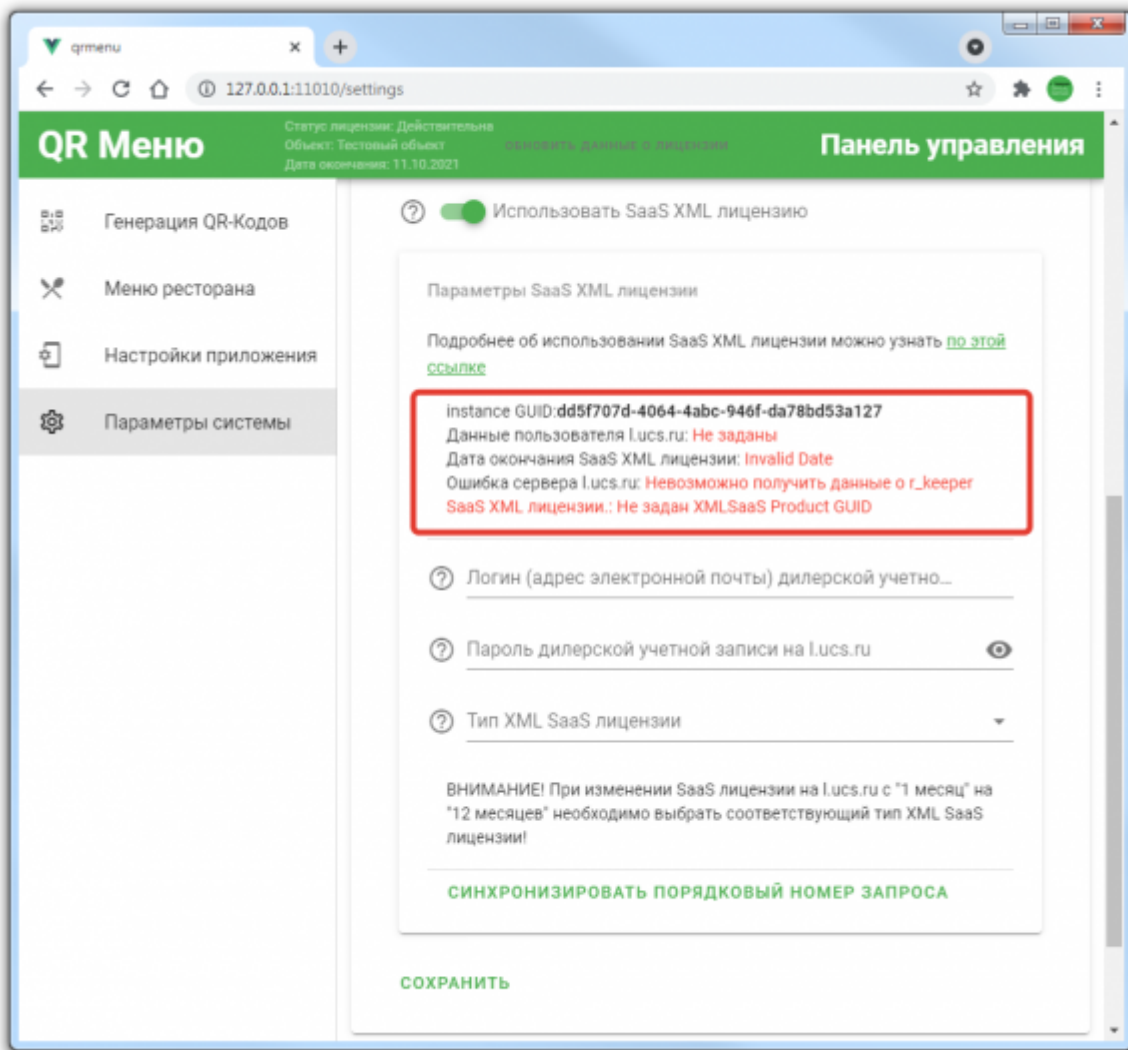 qrmenu
127.0.0.1:11010/settings
QR Меню
Статус лицензии: Действительна
Объект: Тестовый объект
Дата окончания: 11.10.2021
ОБНОВИТЬ ДАННЫЕ О ЛИЦЕНЗИИ
Панель управления
Генерация QR-Кодов
Меню ресторана
Настройки приложения
Параметры системы
Использовать SaaS XML лицензию
Параметры SaaS XML лицензии
Подробнее об использовании SaaS XML лицензии можно узнать по этой
ссылке
instance GUID:dd5f707d-4064-4abc-946f-da78bd53a127
Данные пользователя l.ucs.ru: Не заданы
Дата окончания SaaS XML лицензии: Invalid Date
Ошибка сервера l.ucs.ru: Невозможно получить данные о r_keeper
SaaS XML лицензии.: Не задан XMLSaaS Product GUID
Логин (адрес электронной почты) дилерской учетно...
Пароль дилерской учетной записи на l.ucs.ru
Тип XML SaaS лицензии
ВНИМАНИЕ! При изменении SaaS лицензии на l.ucs.ru с "1 месяц" на
"12 месяцев" необходимо выбрать соответствующий тип XML SaaS
лицензии!
СИНХРОНИЗИРОВАТЬ ПОРЯДКОВЫЙ НОМЕР ЗАПРОСА
СОХРАНИТЬ